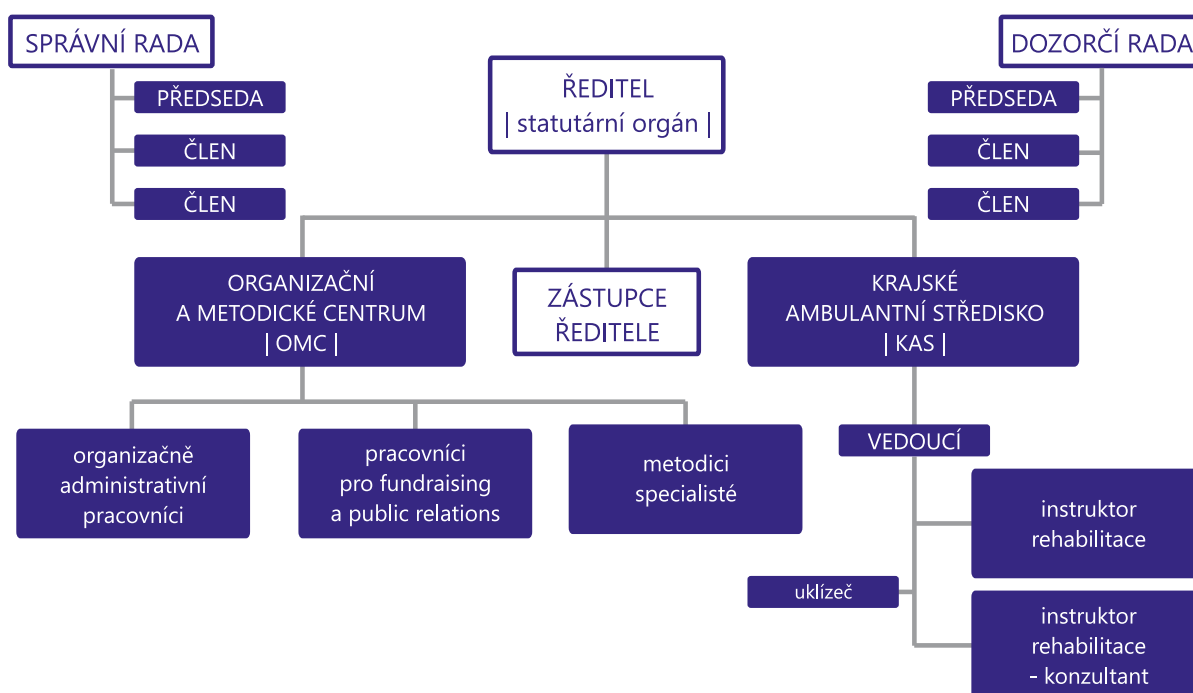 SPRÁVNÍ RADA
PŘEDSEDA
ČLEN
ČLEN
ŘEDITEL
| statutární orgán |
DOZORČÍ RADA
PŘEDSEDA
ČLEN
ČLEN
ORGANIZAČNÍ
A METODICKÉ CENTRUM
| OMC |
ZÁSTUPCE
ŘEDITELE
KRAJSKÉ
AMBULANTNÍ STŘEDISKO
| KAS |
organizačně
administrativní
pracovníci
pracovníci
pro fundraising
a public relations
metodici
specialisté
VEDOUCÍ
instruktor
rehabilitace
uklízeč
instruktor
rehabilitace
- konzultant